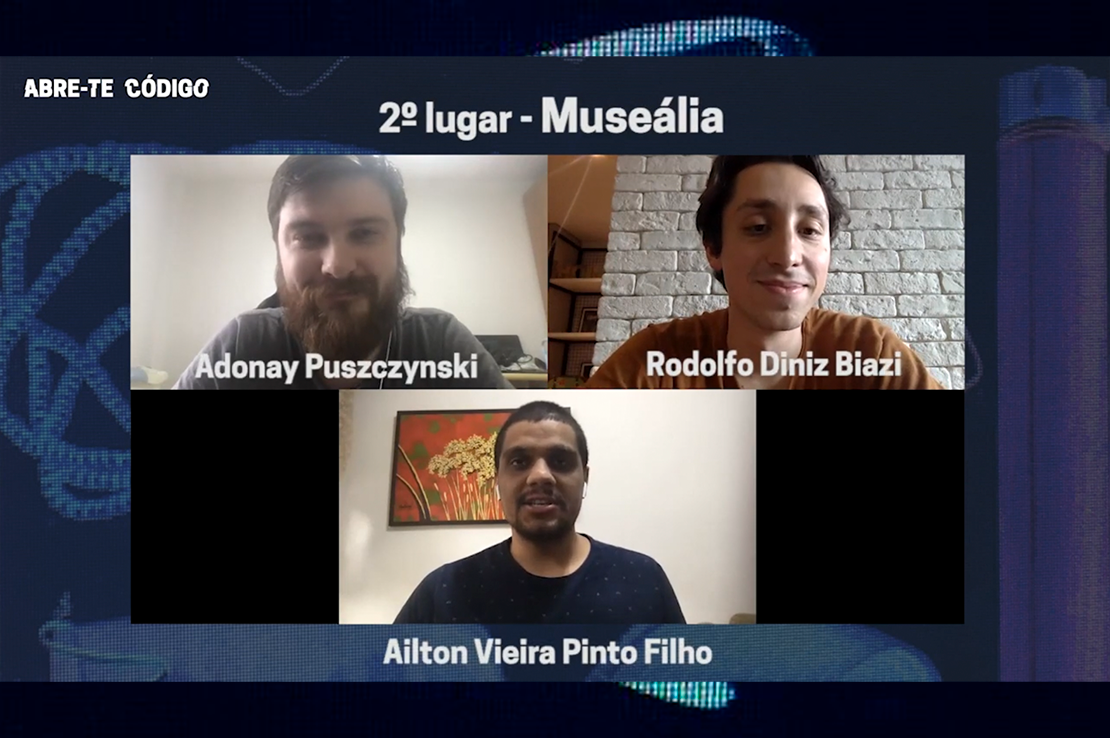 ABRE-TE CÓDIGO
2º lugar - Museália
Adonay Puszczynski
Rodolfo Diniz Biazi
Ailton Vieira Pinto Filho